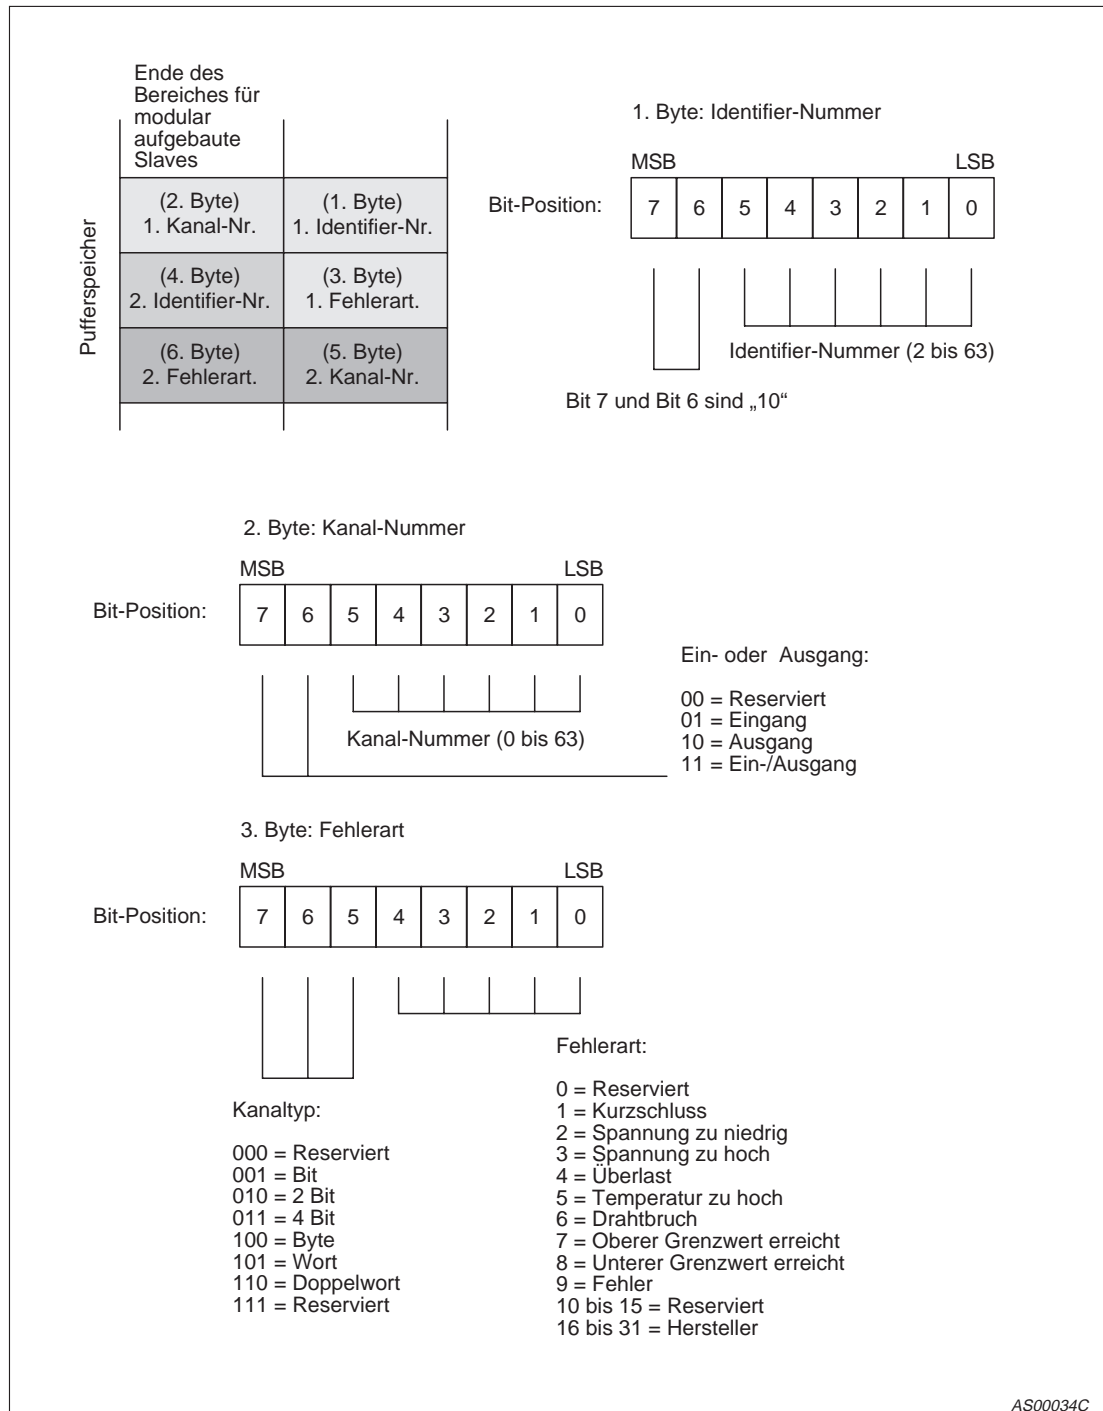 Ende des
Bereiches für
modular
aufgebaute
Slaves
Pufferspeicher
(2. Byte)
1. Kanal-Nr.
(1. Byte)
1. Identifier-Nr.
(4. Byte)
2. Identifier-Nr.
(3. Byte)
1. Fehlerart.
(6. Byte)
2. Fehlerart.
(5. Byte)
2. Kanal-Nr.
1. Byte: Identifier-Nummer
MSB LSB
Bit-Position: 7 6 5 4 3 2 1 0
Identifier-Nummer (2 bis 63)
Bit 7 und Bit 6 sind „10“
2. Byte: Kanal-Nummer
MSB LSB
Bit-Position: 7 6 5 4 3 2 1 0
Kanal-Nummer (0 bis 63)
Ein- oder Ausgang:
00 = Reserviert
01 = Eingang
10 = Ausgang
11 = Ein-/Ausgang
3. Byte: Fehlerart
MSB LSB
Bit-Position: 7 6 5 4 3 2 1 0
Kanaltyp:
000 = Reserviert
001 = Bit
010 = 2 Bit
011 = 4 Bit
100 = Byte
101 = Wort
110 = Doppelwort
111 = Reserviert
Fehlerart:
0 = Reserviert
1 = Kurzschluss
2 = Spannung zu niedrig
3 = Spannung zu hoch
4 = Überlast
5 = Temperatur zu hoch
6 = Drahtbruch
7 = Oberer Grenzwert erreicht
8 = Unterer Grenzwert erreicht
9 = Fehler
10 bis 15 = Reserviert
16 bis 31 = Hersteller
AS00034C